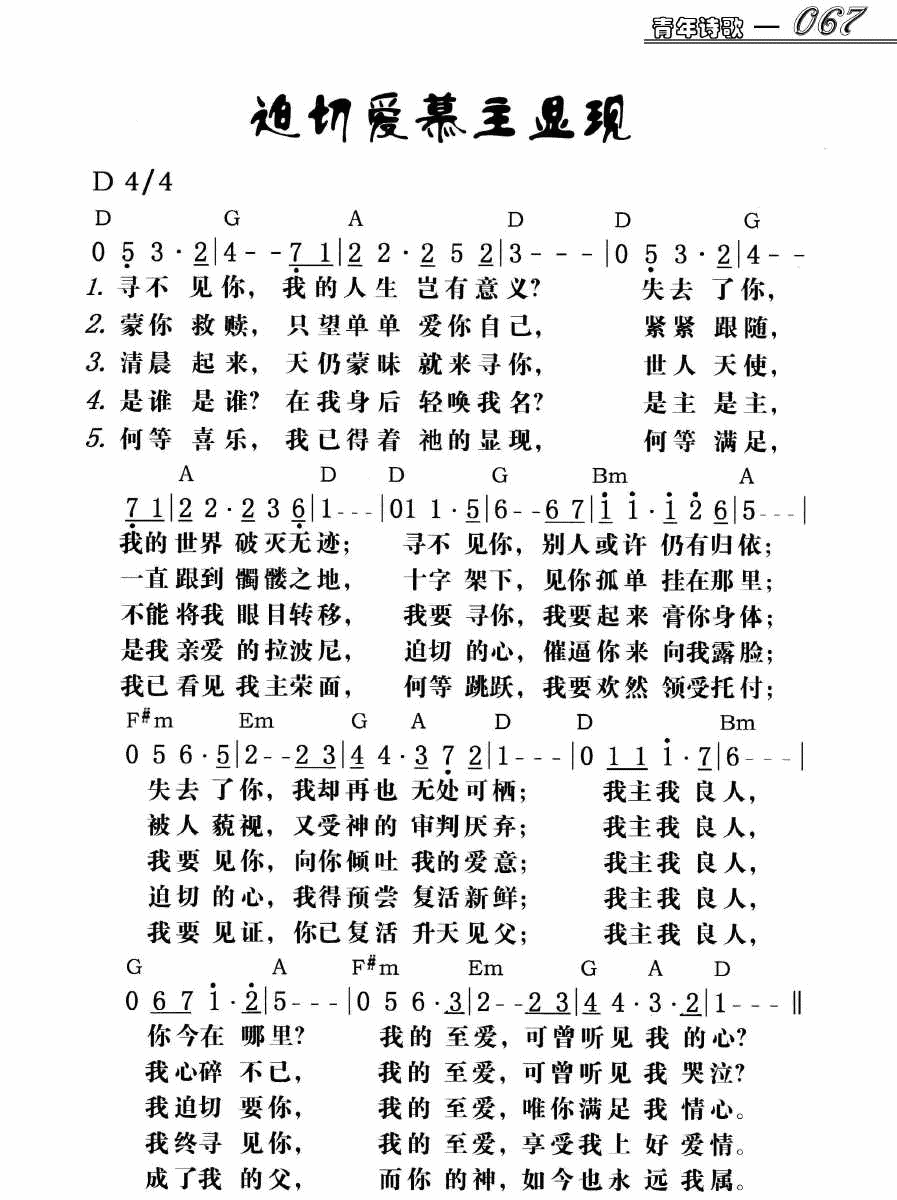 青年诗歌 — 067
迫切爱慕主显现
D 4/4
D G A D D G
0 5̣ 3 · 2|4 - - 7̣ 1|2 2 · 2 5 2|3 - - - |0 5̣ 3 · 2|4 - -
1. 寻不 见你, 我的人生 岂有意义? 失去 了你,
2. 蒙你 救赎, 只望单单 爱你自己, 紧紧 跟随,
3. 清晨 起来, 天仍蒙昧 就来寻你, 世人 天使,
4. 是谁 是谁? 在我身后 轻唤我名? 是主 是主,
5. 何等 喜乐, 我已得着 祂的显现, 何等 满足,
A D D G Bm A
7̣ 1|2 2 · 2 3 6̣|1 - - - |0 1 1 · 5|6 - - 6 7|i i · i 2̇ 6|5 - - - |
我的 世界 破灭无迹; 寻不 见你, 别人或许 仍有归依;
一直 跟到 髑髅之地, 十字 架下, 见你孤单 挂在那里;
不能 将我 眼目转移, 我要 寻你, 我要起来 膏你身体;
是我 亲爱 的拉波尼, 迫切 的心, 催逼你来 向我露脸;
我已 看见 我主荣面, 何等 跳跃, 我要欢然 领受托付;
F#m Em G A D D Bm
0 5 6 · 5|2 - - 2 3|4 4 · 3 7̣ 2|1 - - - |0 1 1 i · 7|6 - - - |
失去 了你, 我却再也 无处可栖; 我主我 良人,
被人 藐视, 又受神的 审判厌弃; 我主我 良人,
我要 见你, 向你倾吐 我的爱意; 我主我 良人,
迫切 的心, 我得预尝 复活新鲜; 我主我 良人,
我要 见证, 你已复活 升天见父; 我主我 良人,
G A F#m Em G A D
0 6 7 i · 2̇|5 - - - |0 5 6 · 3|2 - - 2 3|4 4 · 3 · 2|1 - - - ‖
你今在 哪里? 我的 至爱, 可曾听见 我 的心?
我心碎 不已, 我的 至爱, 可曾听见 我 哭泣?
我迫切 要你, 我的 至爱, 唯你满足 我 情心。
我终寻 见你, 我的 至爱, 享受我上 好 爱情。
成了我 的父, 而你 的神, 如今也永 远 我属。